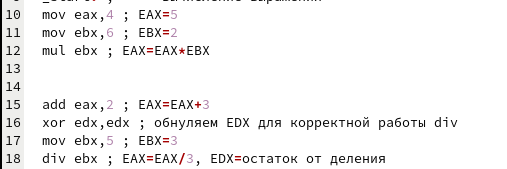 10 mov eax,4 ; EAX=5
11 mov ebx,6 ; EBX=2
12 mul ebx ; EAX=EAX*EBX
13
14
15 add eax,2 ; EAX=EAX+3
16 xor edx,edx ; обнуляем EDX для корректной работы div
17 mov ebx,5 ; EBX=3
18 div ebx ; EAX=EAX/3, EDX=остаток от деления